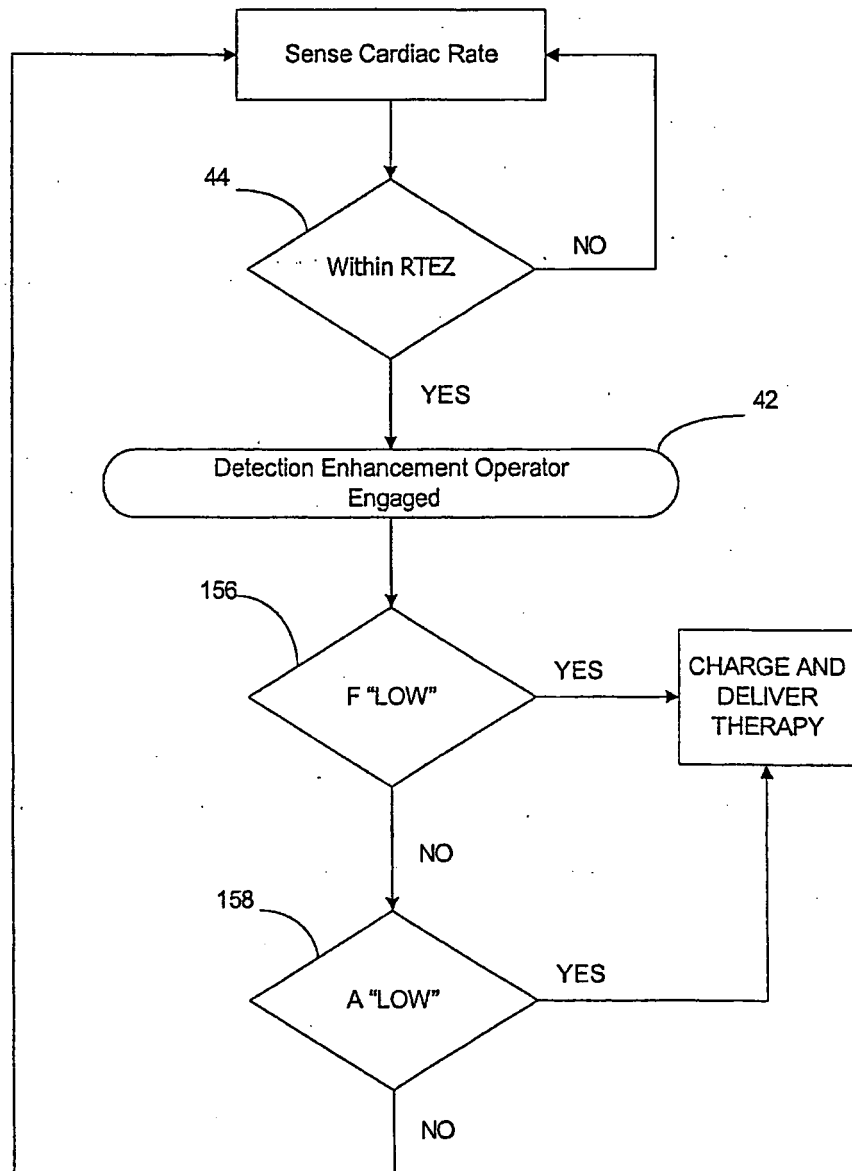 Sense Cardiac Rate
44
Within RTEZ
NO
YES
42
Detection Enhancement Operator
Engaged
156
F "LOW"
YES
CHARGE AND
DELIVER
THERAPY
NO
158
A "LOW"
YES
NO